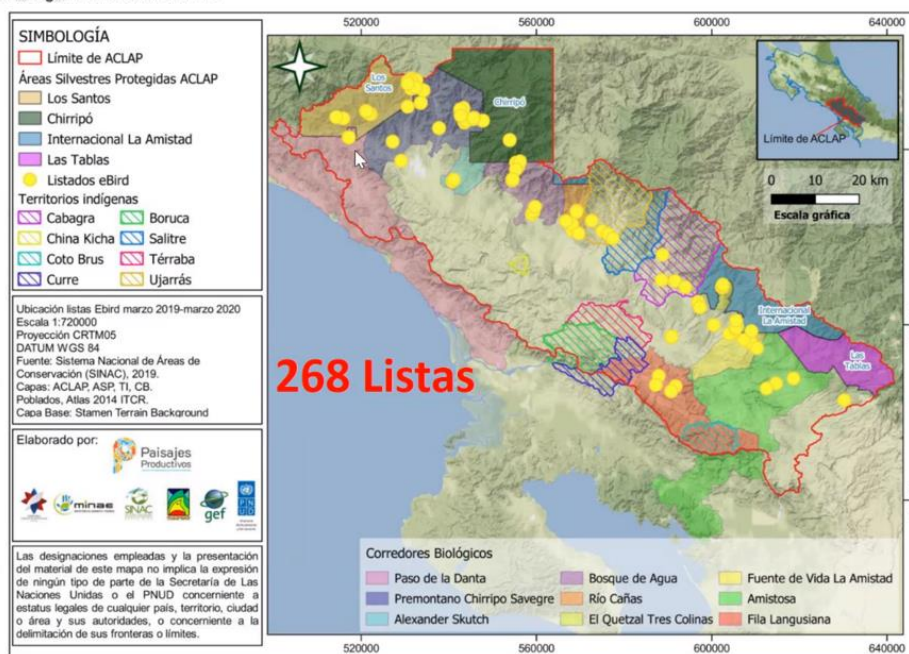 520000
560000
600000
640000
SIMBOLOGÍA
Límite de ACLAP
Áreas Silvestres Protegidas ACLAP
Los Santos
Chirripó
Internacional La Amistad
Las Tablas
Listados eBird
Territorios indígenas
Cabagra
Boruca
China Kicha
Salitre
Coto Brus
Térraba
Curre
Ujarrás
Ubicación listas Ebird marzo 2019-marzo 2020
Escala 1:720000
Proyección CRTM05
DATUM WGS 84
Fuente: Sistema Nacional de Áreas de
Conservación (SINAC), 2019.
Capas: ACLAP, ASP, TI, CB.
Poblados, Atlas 2014 ITCR.
Capa Base: Stamen Terrain Background
Elaborado por:
Paisajes
Productivos
minae
SINAC
gef
PNUD
Las designaciones empleadas y la presentación
del material de este mapa no implica la expresión
de ningún tipo de parte de la Secretaría de Las
Naciones Unidas o el PNUD concerniente a
estatus legales de cualquier país, territorio, ciudad
o área y sus autoridades, o concerniente a la
delimitación de sus fronteras o límites.
Los
Santos
Chirripó
Internacional
La Amistad
Las
Tablas
268 Listas
Límite de ACLAP
0 10 20 km
Escala gráfica
Corredores Biológicos
Paso de la Danta
Bosque de Agua
Fuente de Vida La Amistad
Premontano Chirripo Savegre
Río Cañas
Amistosa
Alexander Skutch
El Quetzal Tres Colinas
Fila Langusiana
520000
560000
600000
640000